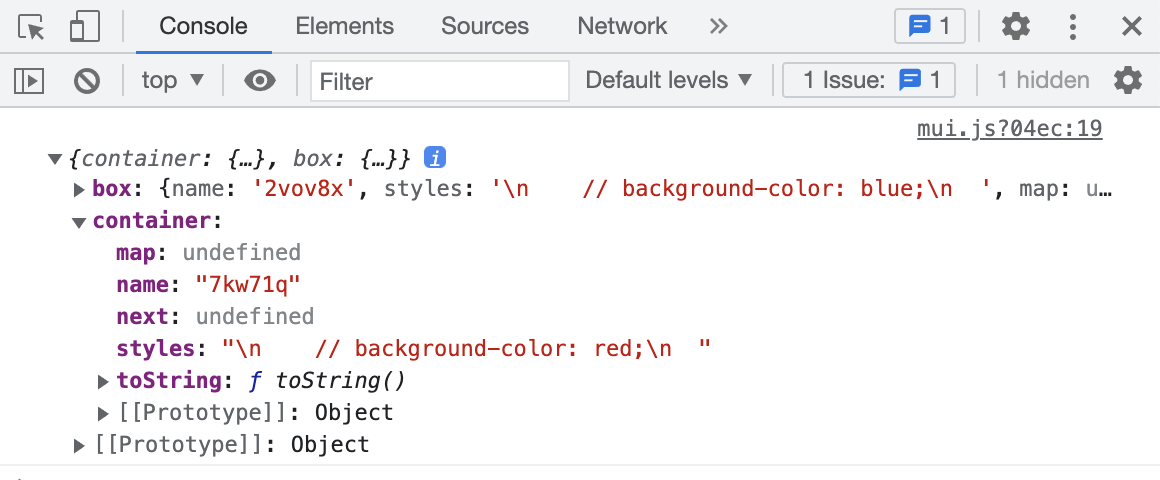 Console Elements Sources Network 1
top Filter Default levels 1 Issue: 1 1 hidden
mui.js?04ec:19
{container: {…}, box: {…}} i
box: {name: '2vov8x', styles: '\n    // background-color: blue;\n  ', map: u…
container:
map: undefined
name: "7kw71q"
next: undefined
styles: "\n    // background-color: red;\n  "
toString: ƒ toString()
[[Prototype]]: Object
[[Prototype]]: Object